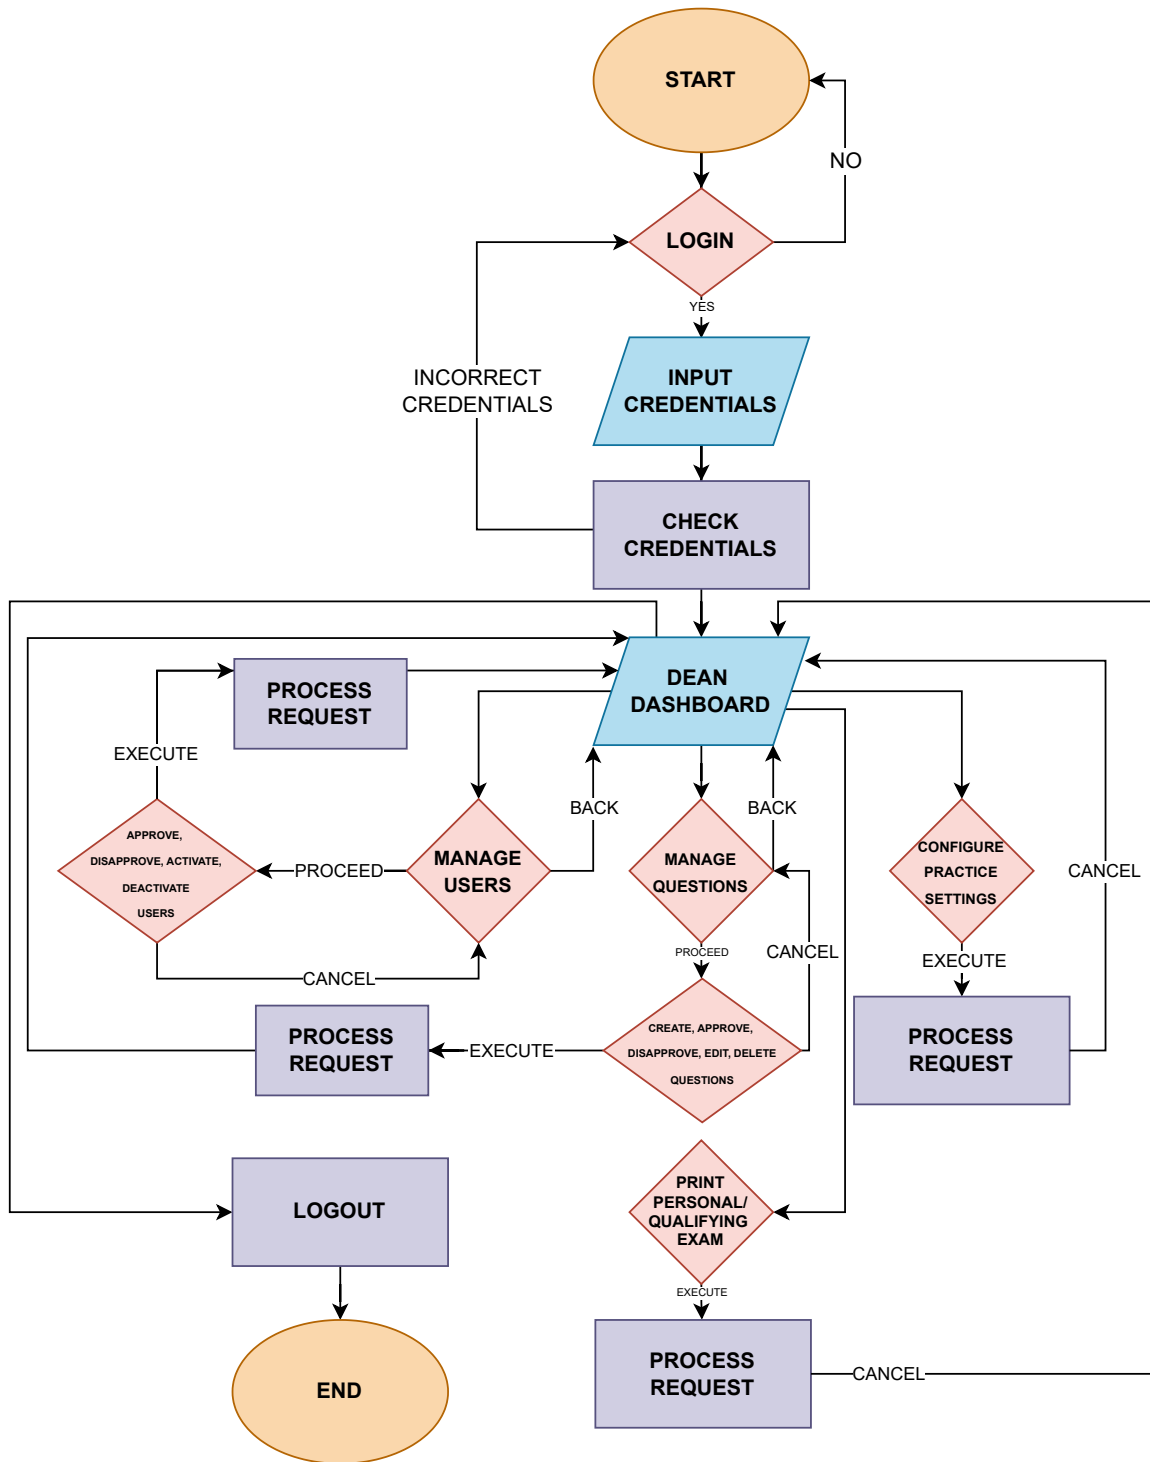 START
NO
LOGIN
YES
INPUT
CREDENTIALS
INCORRECT
CREDENTIALS
CHECK
CREDENTIALS
DEAN
DASHBOARD
PROCESS
REQUEST
EXECUTE
BACK
BACK
APPROVE,
DISAPPROVE, ACTIVATE,
DEACTIVATE
USERS
PROCEED
MANAGE
USERS
MANAGE
QUESTIONS
CONFIGURE
PRACTICE
SETTINGS
CANCEL
PROCEED
CANCEL
EXECUTE
CANCEL
PROCESS
REQUEST
EXECUTE
CREATE, APPROVE,
DISAPPROVE, EDIT, DELETE
QUESTIONS
PROCESS
REQUEST
LOGOUT
PRINT
PERSONAL/
QUALIFYING
EXAM
EXECUTE
PROCESS
REQUEST
CANCEL
END